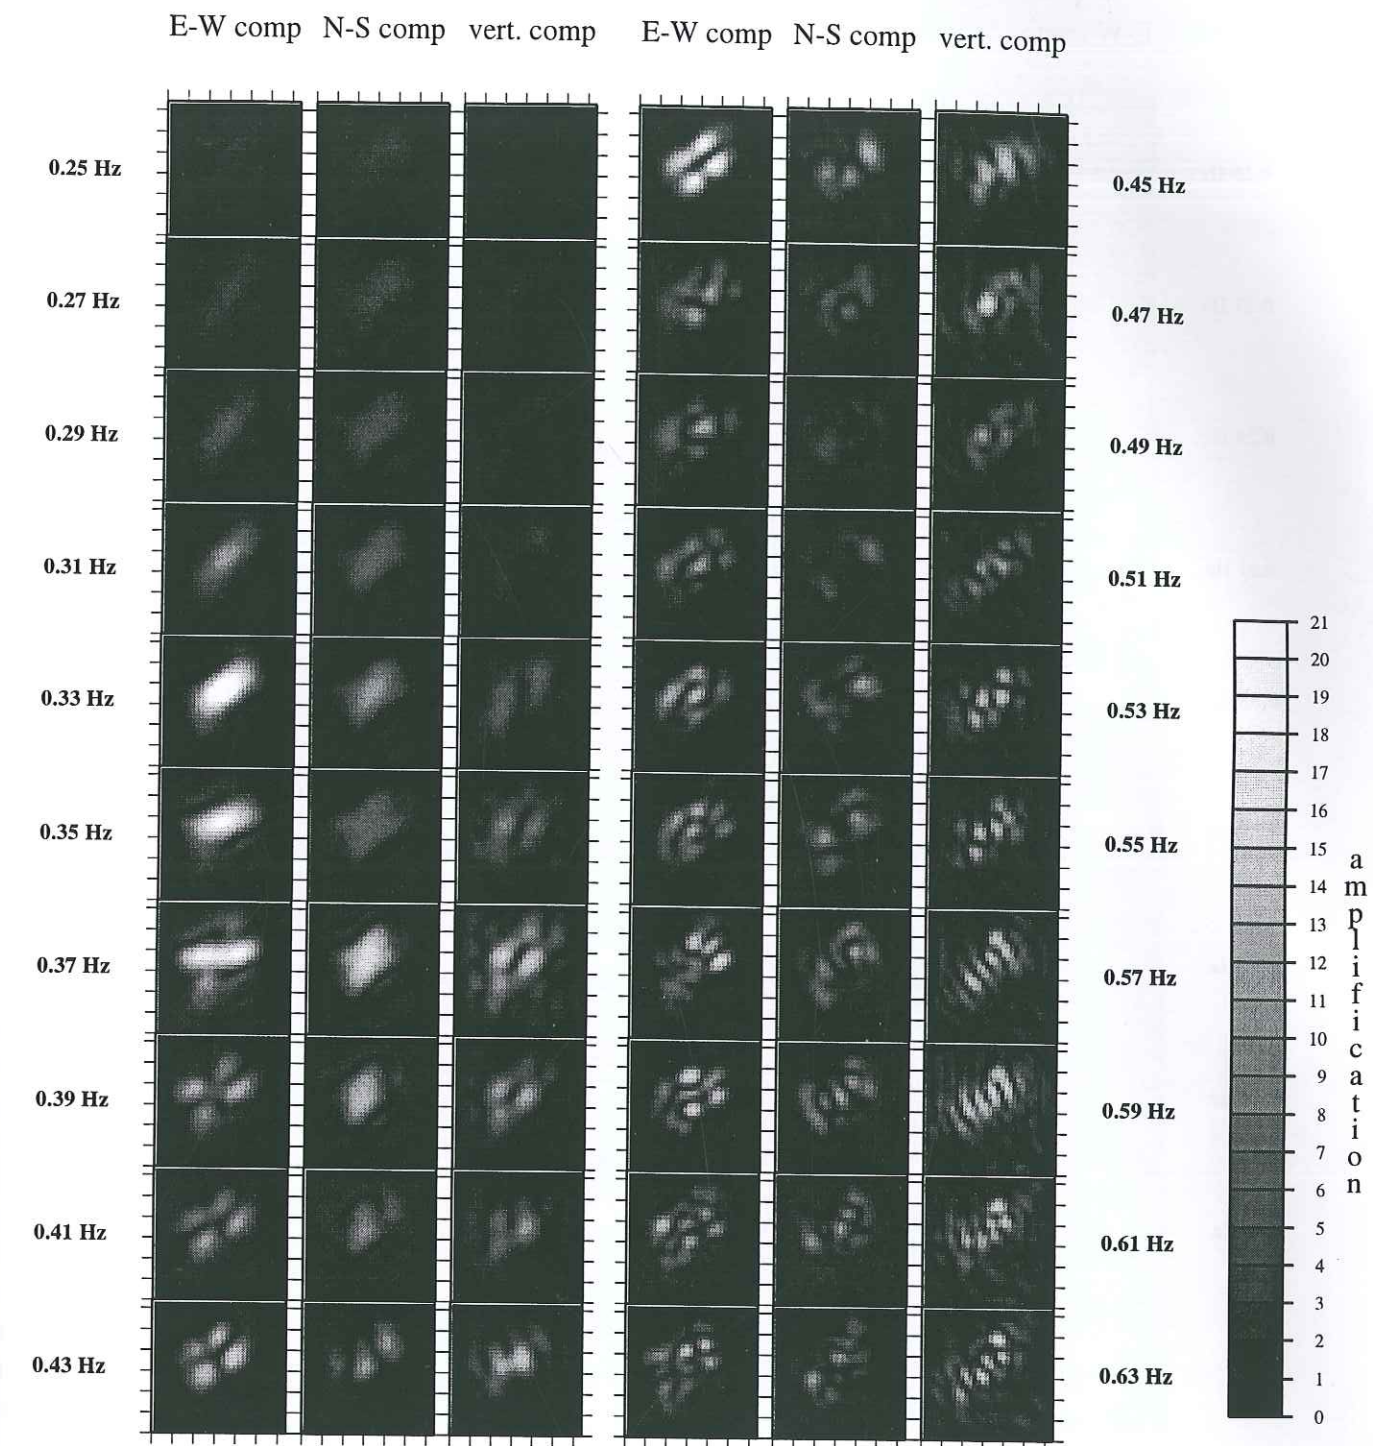 E-W comp N-S comp vert. comp E-W comp N-S comp vert. comp
0.25 Hz
0.27 Hz
0.29 Hz
0.31 Hz
0.33 Hz
0.35 Hz
0.37 Hz
0.39 Hz
0.41 Hz
0.43 Hz
0.45 Hz
0.47 Hz
0.49 Hz
0.51 Hz
0.53 Hz
0.55 Hz
0.57 Hz
0.59 Hz
0.61 Hz
0.63 Hz
21
20
19
18
17
16
15
14
13
12
11
10
9
8
7
6
5
4
3
2
1
0
amplification